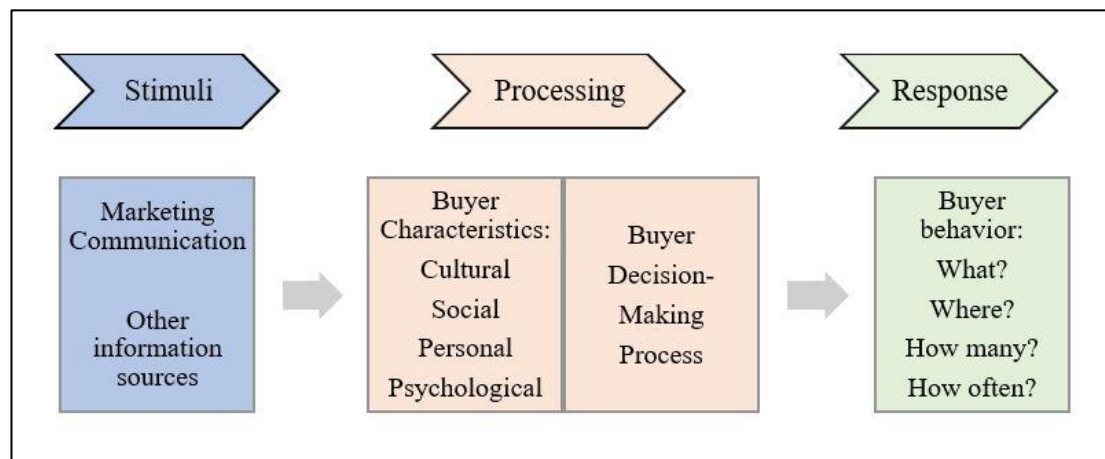 Stimuli
Processing
Response
Marketing
Communication
Other
information
sources
Buyer
Characteristics:
Cultural
Social
Personal
Psychological
Buyer
Decision-
Making
Process
Buyer
behavior:
What?
Where?
How many?
How often?